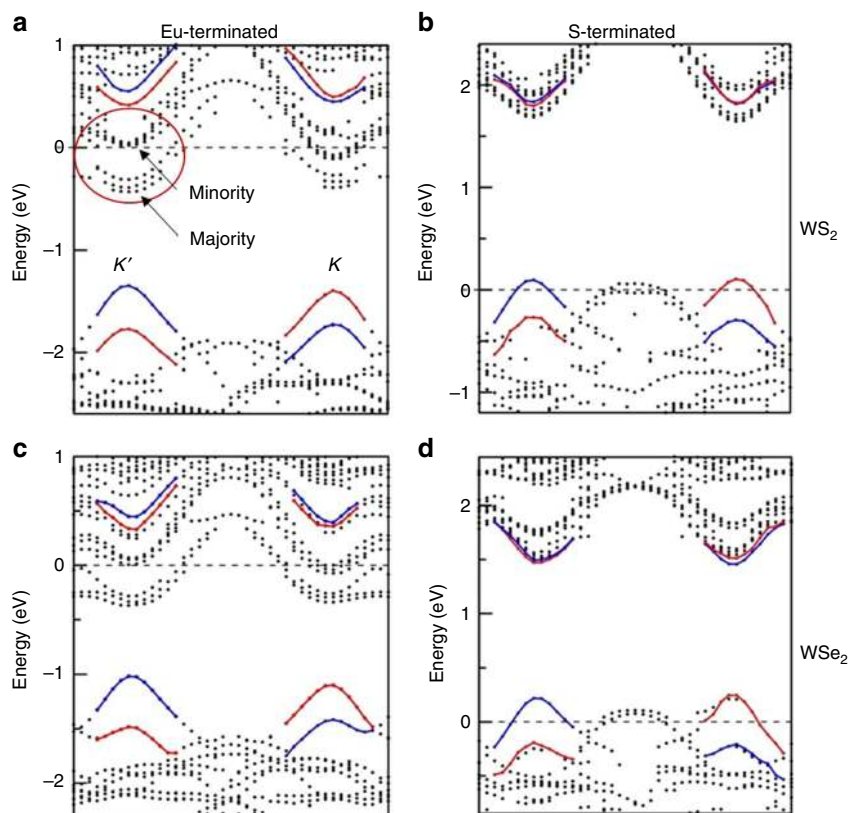 a
Eu-terminated
b
S-terminated
1
0
–1
–2
Energy (eV)
Minority
Majority
K′
K
2
2
0
–1
Energy (eV)
WS2
c
d
1
0
–1
–2
Energy (eV)
2
1
0
Energy (eV)
WSe2